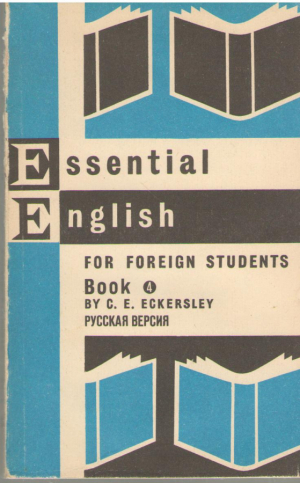 Essential
English
FOR FOREIGN STUDENTS
Book 4
BY C. E. ECKERSLEY
РУССКАЯ ВЕРСИЯ